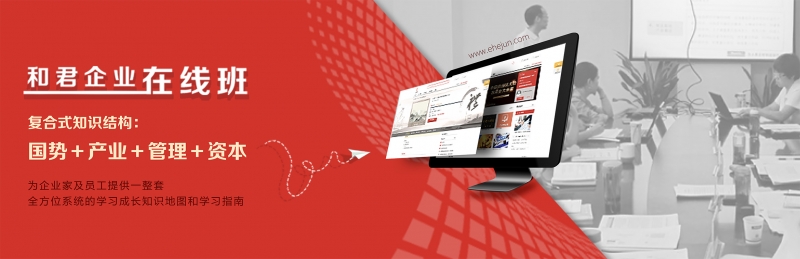 和君企业在线班
复合式知识结构：
国势＋产业＋管理＋资本
为企业家及员工提供一整套
全方位系统的学习成长知识地图和学习指南
www.ehejun.com